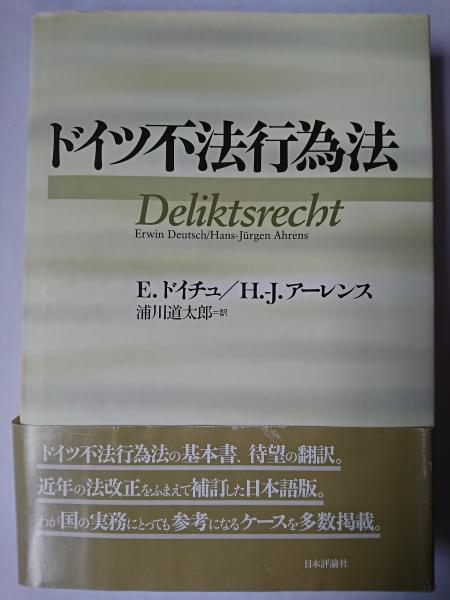 ドイツ不法行為法
Deliktsrecht
Erwin Deutsch/Hans-Jürgen Ahrens
E.ドイチュ/H.-J.アーレンス
浦川道太郎=訳
ドイツ不法行為法の基本書、待望の翻訳。
近年の法改正をふまえて補訂した日本語版。
わが国の実務にとっても参考になるケースを多数掲載。
日本評論社